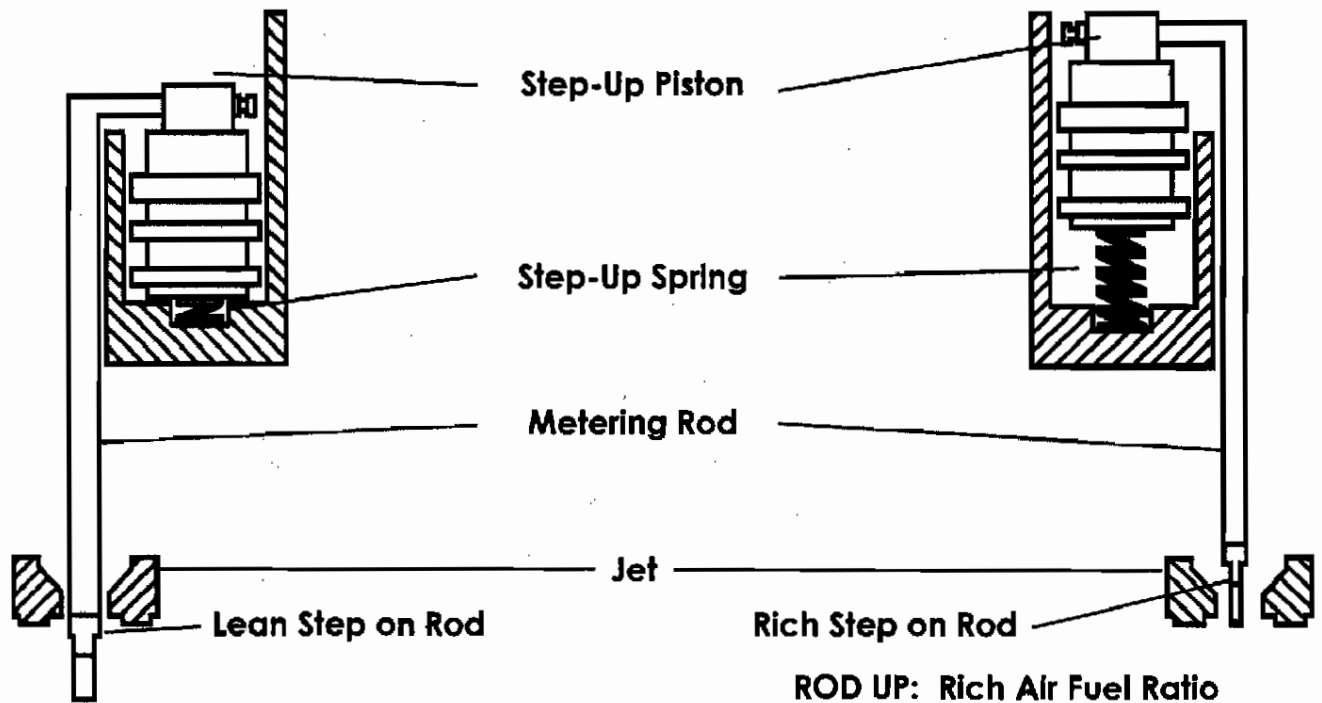 Step-Up Piston
Step-Up Spring
Metering Rod
Jet
Lean Step on Rod
Rich Step on Rod
ROD UP: Rich Air Fuel Ratio